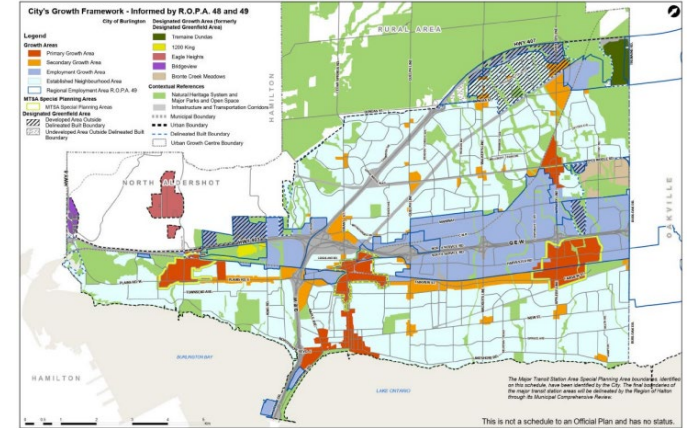 City's Growth Framework - Informed by R.O.P.A. 48 and 49
City of Burlington
Legend
Growth Areas
Primary Growth Area
Secondary Growth Area
Employment Growth Area
Established Neighbourhood Area
Regional Employment Area R.O.P.A. 49
MTSA Special Planning Areas
MTSA Special Planning Areas
Designated Greenfield Area
Developed Area Outside
Delineated Built Boundary
Undeveloped Area Outside Delineated Built
Boundary
Designated Growth Area (formerly
Designated Greenfield Area)
Tremaine Dundas
1200 King
Eagle Heights
Bridgeview
Bronte Creek Meadows
Contextual References
Natural Heritage System and
Major Parks and Open Space
Infrastructure and Transportation Corridors
Municipal Boundary
Urban Boundary
Delineated Built Boundary
Urban Growth Centre Boundary
HAMILTON
RURAL AREA
HWY 407
NORTH ALDERSHOT
OAKVILLE
QEW
BURLINGTON BAY
HAMILTON
LAKE ONTARIO
The Major Transit Station Area Special Planning Area boundaries, identified
on this schedule, have been identified by the City. The final boundaries of
the major transit station areas will be delineated by the Region of Halton
through its Municipal Comprehensive Review.
This is not a schedule to an Official Plan and has no status.